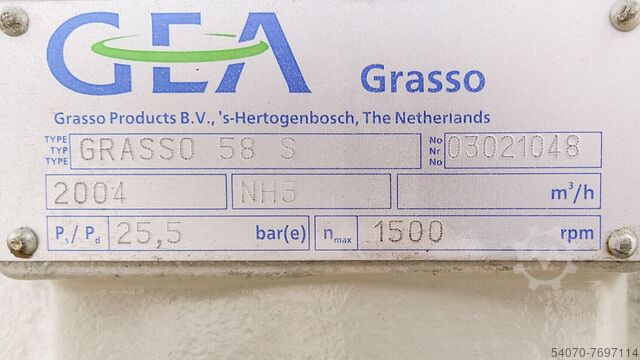 GEA Grasso
Grasso Products B.V., 's-Hertogenbosch, The Netherlands
TYPE
TYP
TYPE
GRASSO 58 S
No
Nr
No
03021048
2004 NH3 m³/h
Ps/Pd 25,5 bar(e) nmax 1500 rpm
54070-7697114